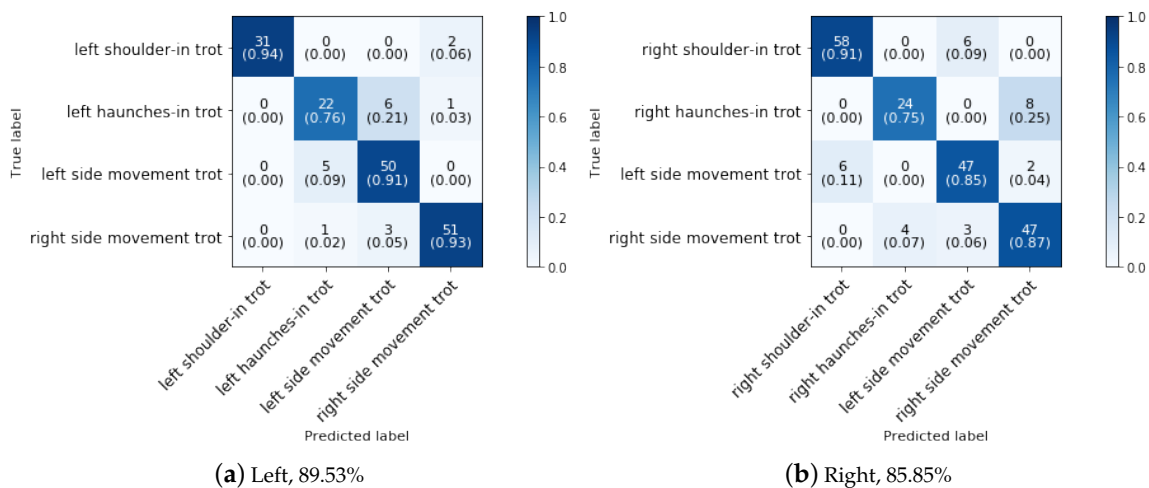 left shoulder-in trot
left haunches-in trot
left side movement trot
right side movement trot
True label
31 0 0 2
(0.94) (0.00) (0.00) (0.06)
0 22 6 1
(0.00) (0.76) (0.21) (0.03)
0 5 50 0
(0.00) (0.09) (0.91) (0.00)
0 1 3 51
(0.00) (0.02) (0.05) (0.93)
left shoulder-in trot
left haunches-in trot
left side movement trot
right side movement trot
Predicted label
1.0
0.8
0.6
0.4
0.2
0.0
(a) Left, 89.53%
right shoulder-in trot
right haunches-in trot
left side movement trot
right side movement trot
True label
58 0 6 0
(0.91) (0.00) (0.09) (0.00)
0 24 0 8
(0.00) (0.75) (0.00) (0.25)
6 0 47 2
(0.11) (0.00) (0.85) (0.04)
0 4 3 47
(0.00) (0.07) (0.06) (0.87)
right shoulder-in trot
right haunches-in trot
left side movement trot
right side movement trot
Predicted label
1.0
0.8
0.6
0.4
0.2
0.0
(b) Right, 85.85%